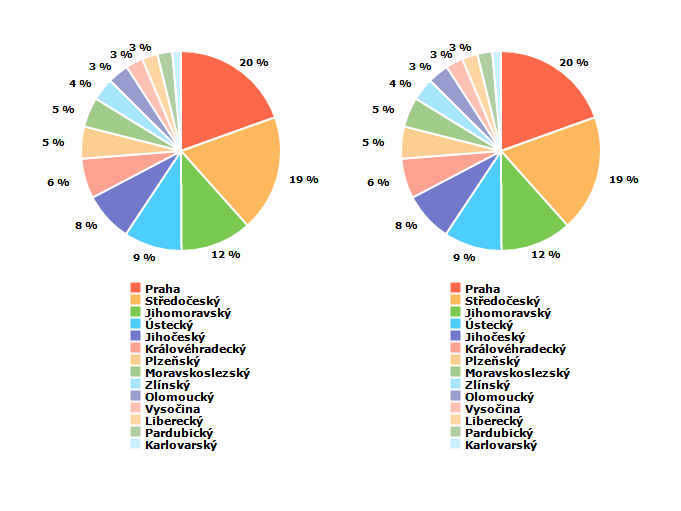 3 %
3 %
3 %
4 %
5 %
5 %
6 %
8 %
9 %
12 %
19 %
20 %
Praha
Středočeský
Jihomoravský
Ústecký
Jihočeský
Královéhradecký
Plzeňský
Moravskoslezský
Zlínský
Olomoucký
Vysočina
Liberecký
Pardubický
Karlovarský
3 %
3 %
3 %
4 %
5 %
5 %
6 %
8 %
9 %
12 %
19 %
20 %
Praha
Středočeský
Jihomoravský
Ústecký
Jihočeský
Královéhradecký
Plzeňský
Moravskoslezský
Zlínský
Olomoucký
Vysočina
Liberecký
Pardubický
Karlovarský